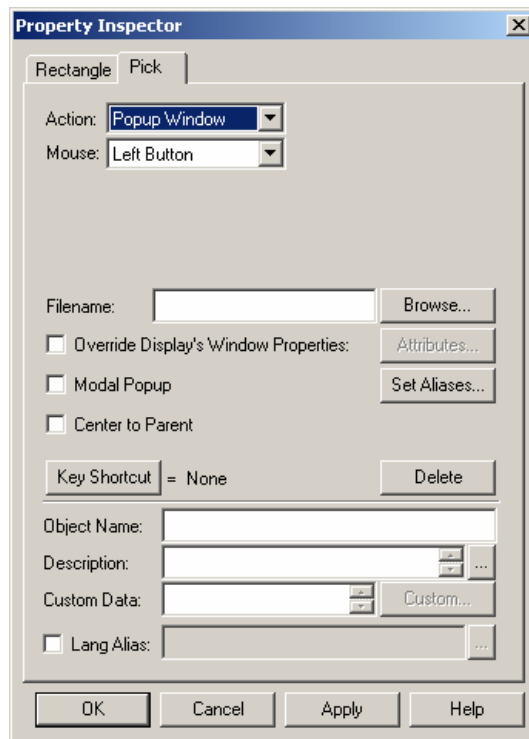 Property Inspector
Rectangle Pick
Action: Popup Window
Mouse: Left Button
Filename: Browse...
Override Display's Window Properties: Attributes...
Modal Popup Set Aliases...
Center to Parent
Key Shortcut = None Delete
Object Name:
Description: ...
Custom Data: Custom...
Lang Alias: ...
OK Cancel Apply Help